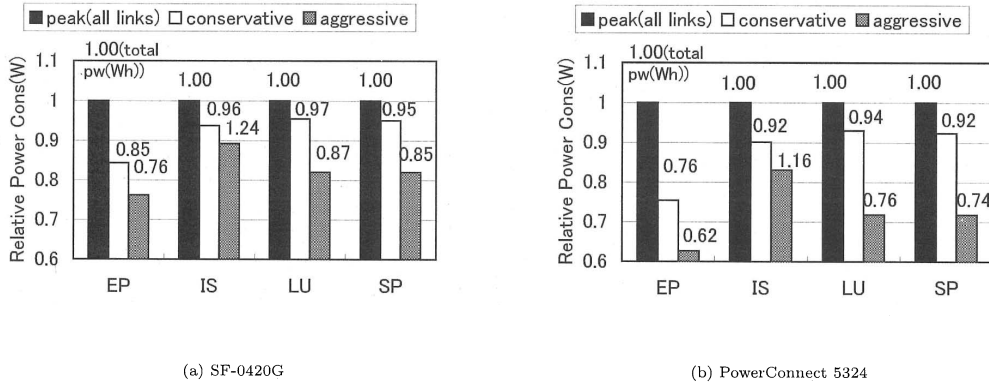 peak(all links) conservative aggressive
Relative Power Cons(W)
1.1
1
0.9
0.8
0.7
0.6
1.00(total
pw(Wh))
0.85
0.76
1.00
0.96
1.24
1.00
0.97
0.87
1.00
0.95
0.85
EP IS LU SP
(a) SF-0420G
peak(all links) conservative aggressive
Relative Power Cons(W)
1.1
1
0.9
0.8
0.7
0.6
1.00(total
pw(Wh))
0.76
0.62
1.00
0.92
1.16
1.00
0.94
0.76
1.00
0.92
0.74
EP IS LU SP
(b) PowerConnect 5324